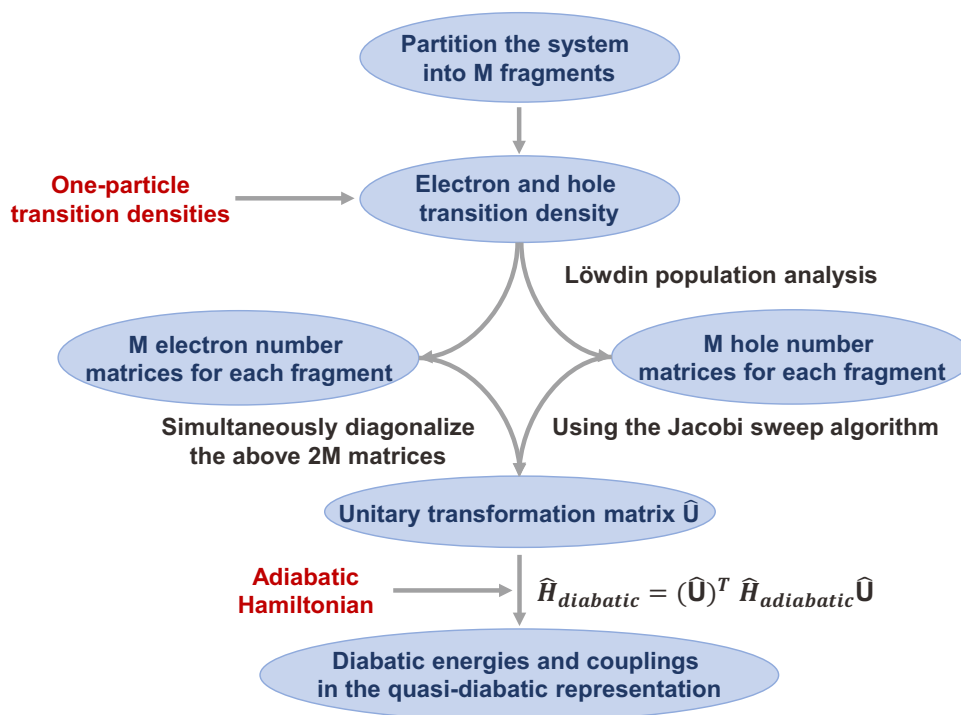 Partition the system
into M fragments
One-particle
transition densities
Electron and hole
transition density
Löwdin population analysis
M electron number
matrices for each fragment
M hole number
matrices for each fragment
Simultaneously diagonalize
the above 2M matrices
Using the Jacobi sweep algorithm
Unitary transformation matrix Û
Adiabatic
Hamiltonian
Ĥ_diabatic = (Û)^T Ĥ_adiabatic Û
Diabatic energies and couplings
in the quasi-diabatic representation